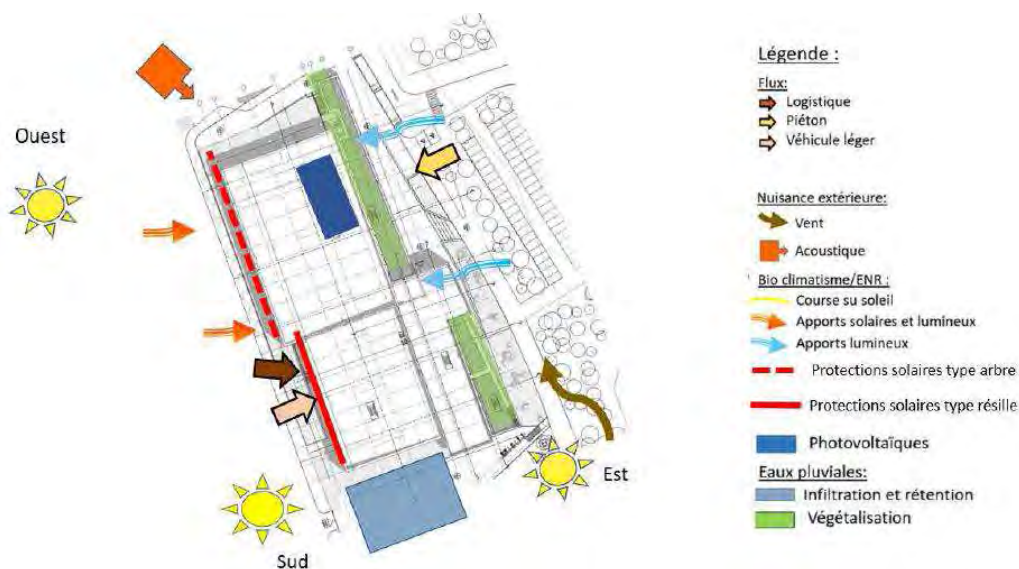 Ouest
Sud
Est
Légende :
Flux:
Logistique
Piéton
Véhicule léger
Nuisance extérieure:
Vent
Acoustique
Bio climatisme/ENR :
Course su soleil
Apports solaires et lumineux
Apports lumineux
Protections solaires type arbre
Protections solaires type résille
Photovoltaïques
Eaux pluviales:
Infiltration et rétention
Végétalisation